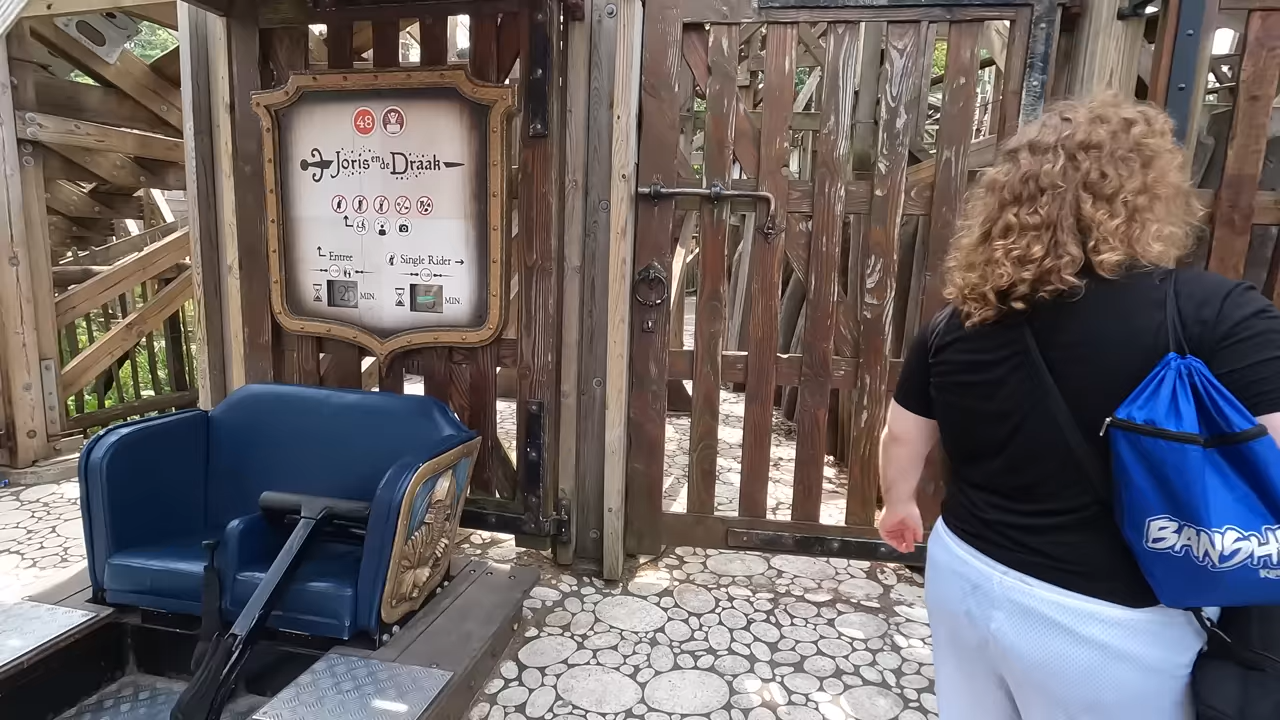 48
Joris en de Draak
Entree
Single Rider
25 MIN.
MIN.
BANSH